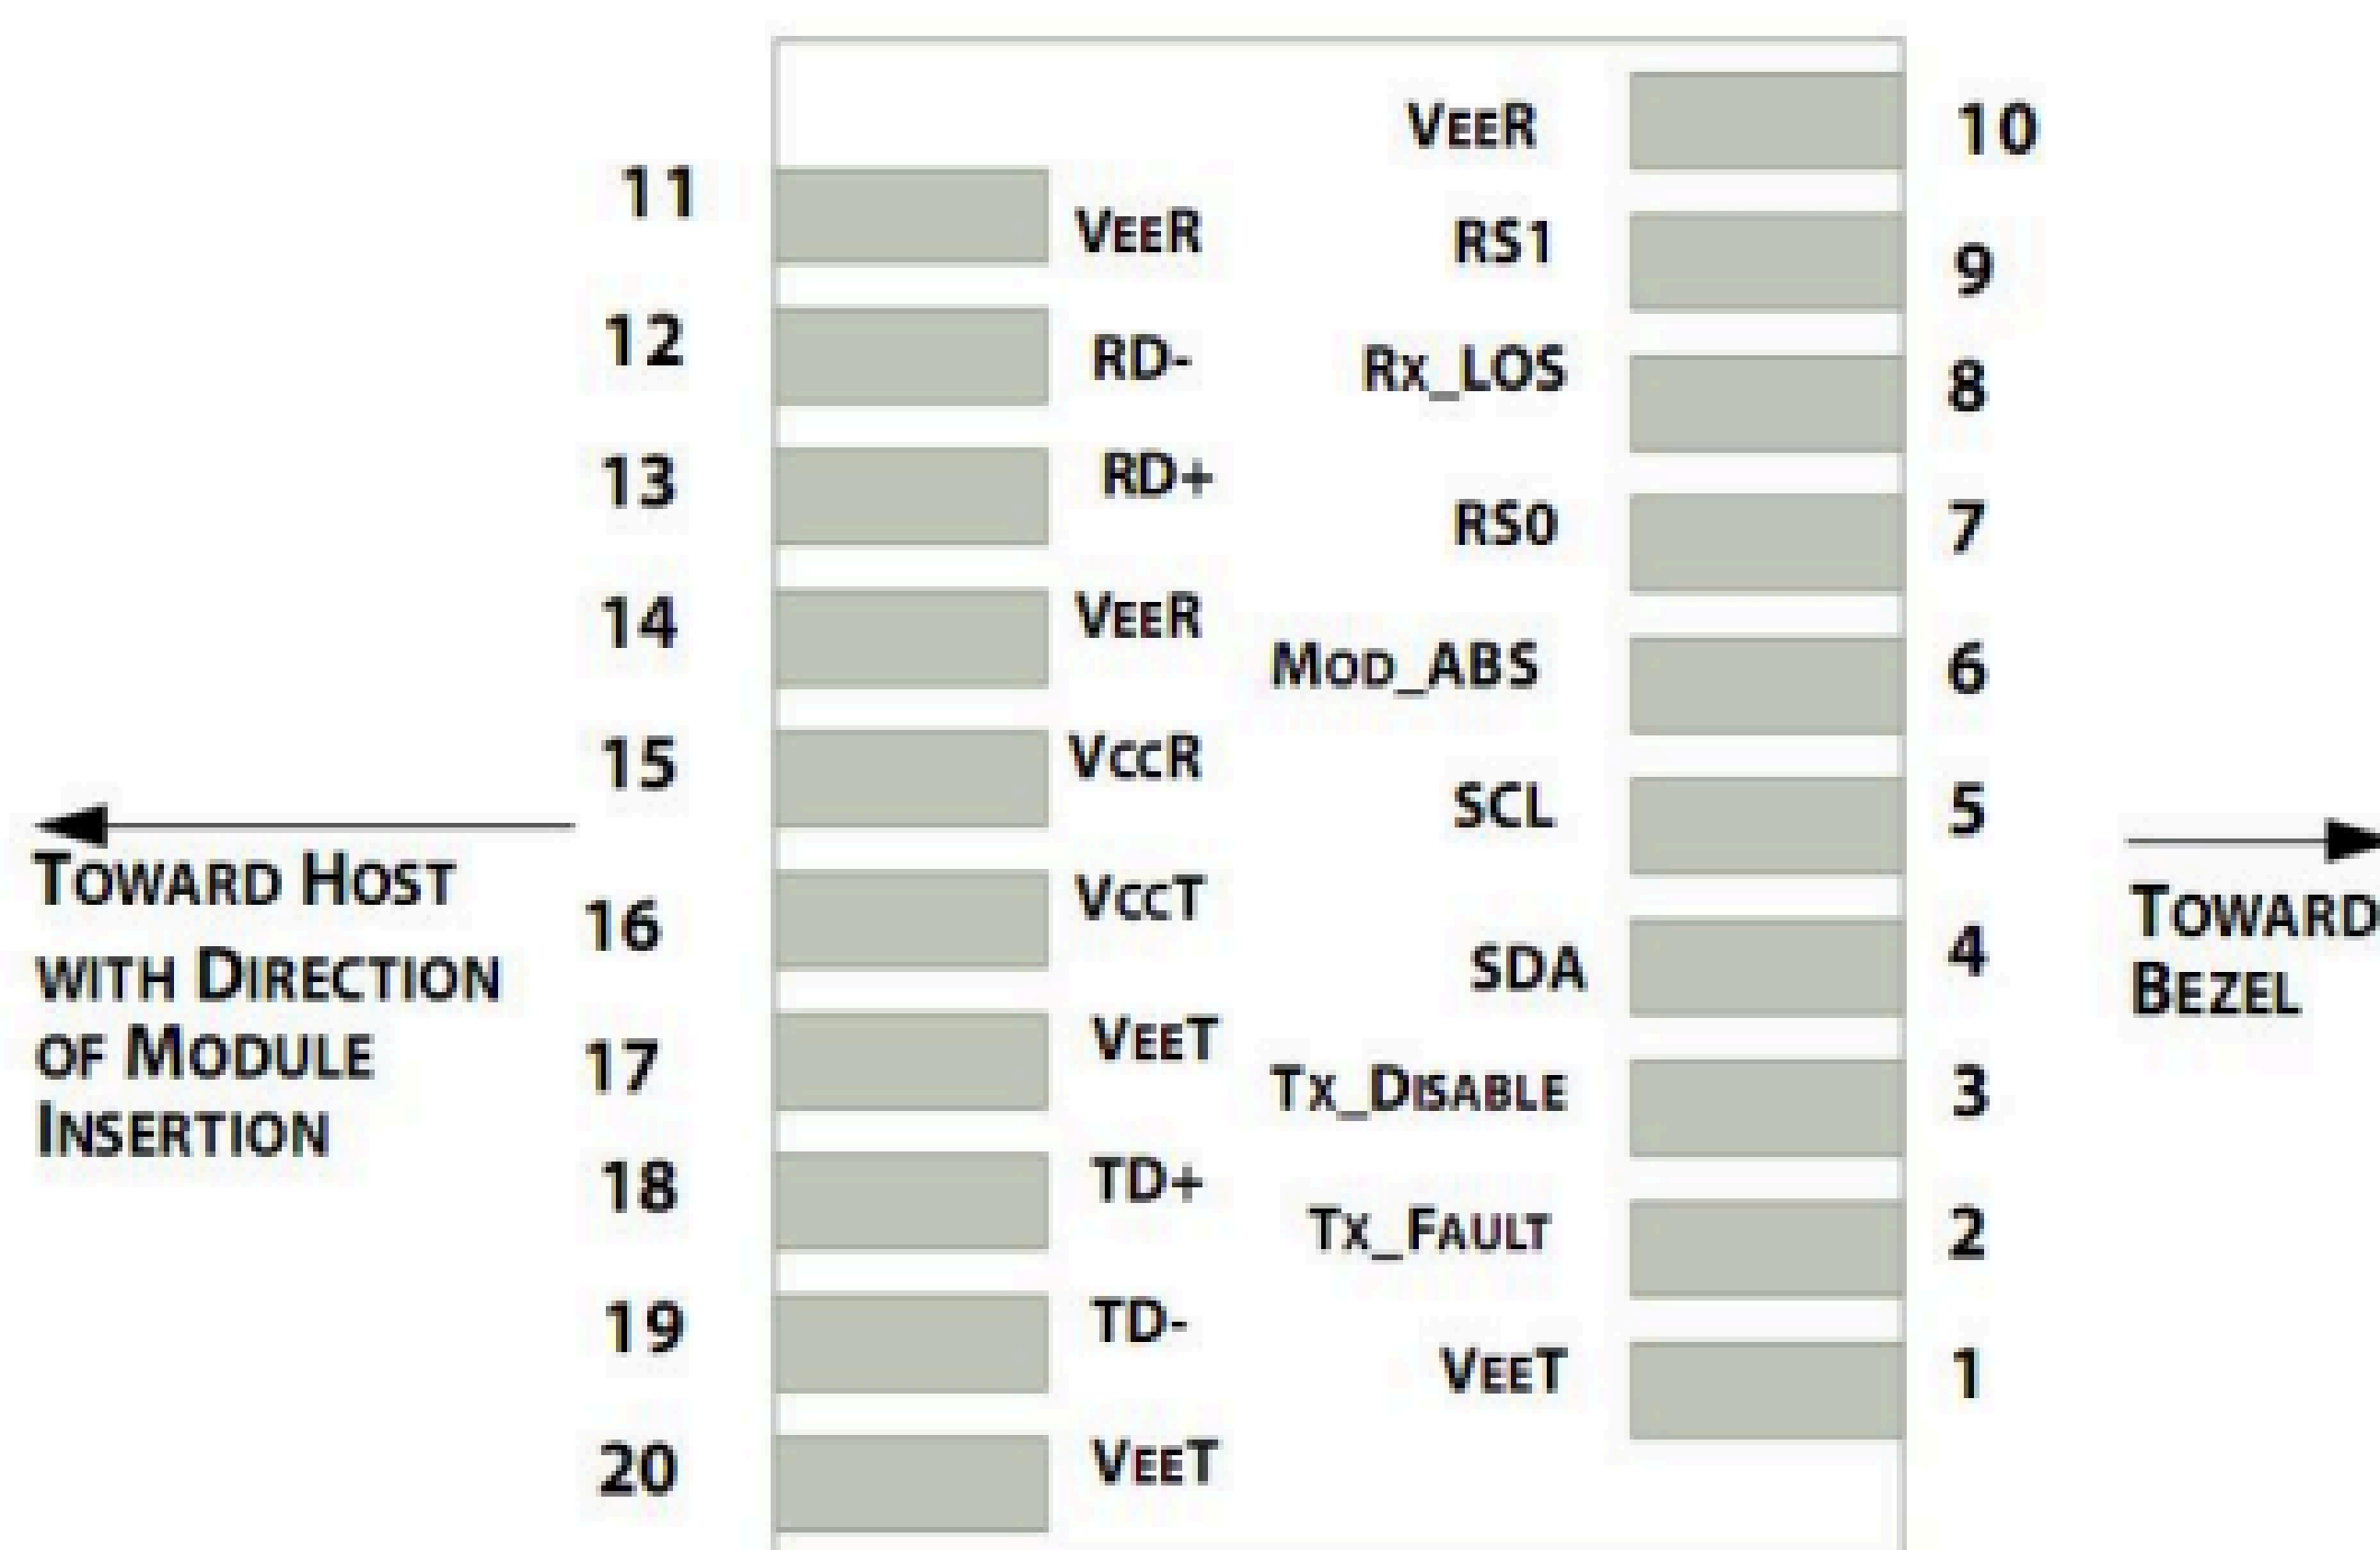 VEER 10
11 VEER RS1 9
12 RD- RX_LOS 8
13 RD+ RS0 7
14 VEER MOD_ABS 6
15 VCCR SCL 5
TOWARD HOST
WITH DIRECTION
OF MODULE
INSERTION
16 VCCT SDA 4
TOWARD
BEZEL
17 VEET TX_DISABLE 3
18 TD+ TX_FAULT 2
19 TD- VEET 1
20 VEET